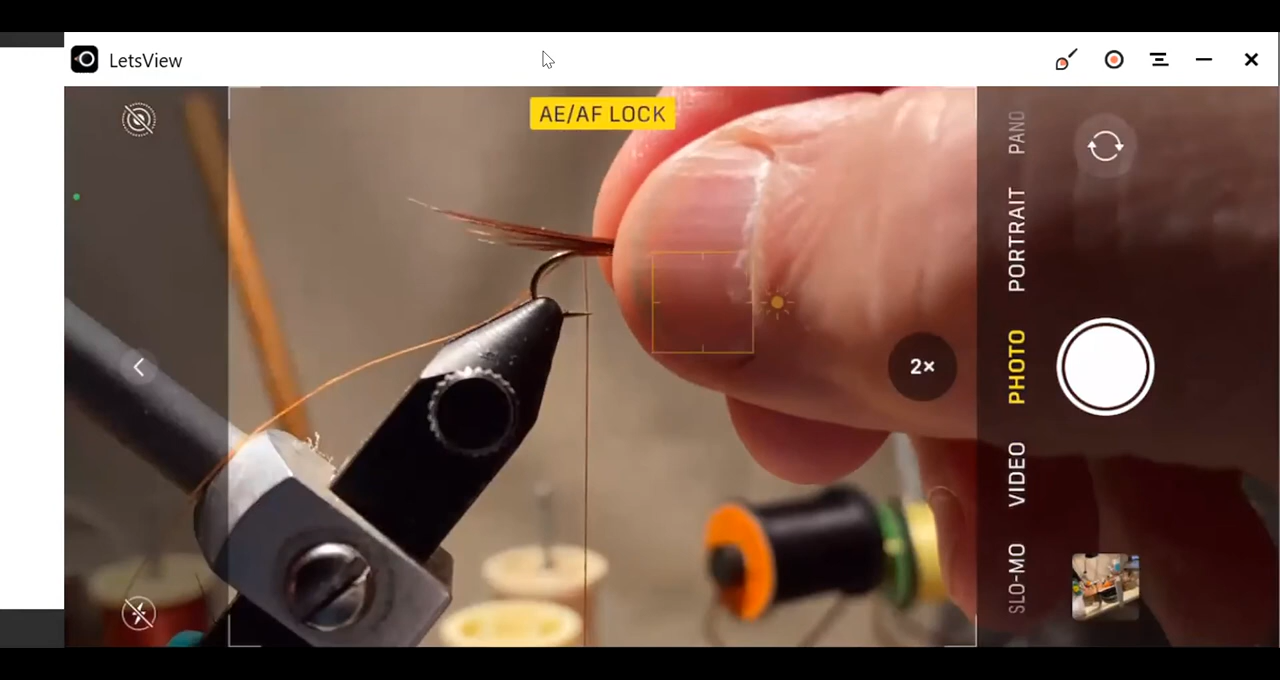 LetsView
AE/AF LOCK
PANO
PORTRAIT
2×
PHOTO
VIDEO
SLO-MO